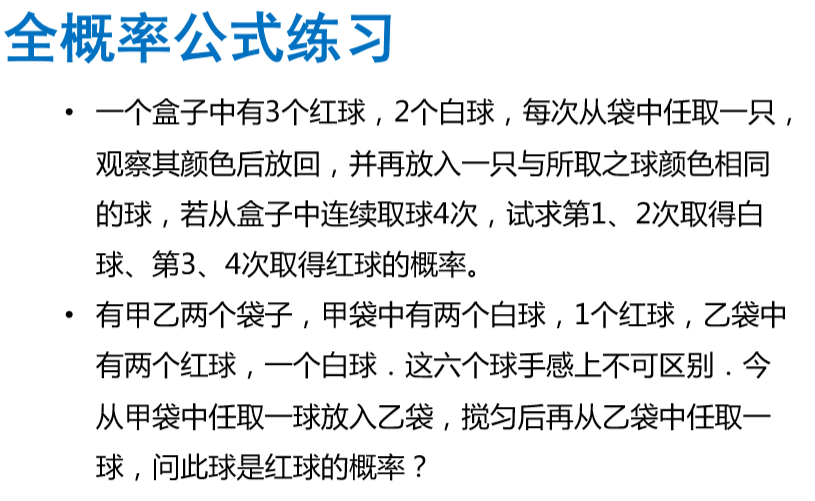 全概率公式练习
• 一个盒子中有3个红球，2个白球，每次从袋中任取一只，
观察其颜色后放回，并再放入一只与所取之球颜色相同
的球，若从盒子中连续取球4次，试求第1、2次取得白
球、第3、4次取得红球的概率。
• 有甲乙两个袋子，甲袋中有两个白球，1个红球，乙袋中
有两个红球，一个白球．这六个球手感上不可区别．今
从甲袋中任取一球放入乙袋，搅匀后再从乙袋中任取一
球，问此球是红球的概率？